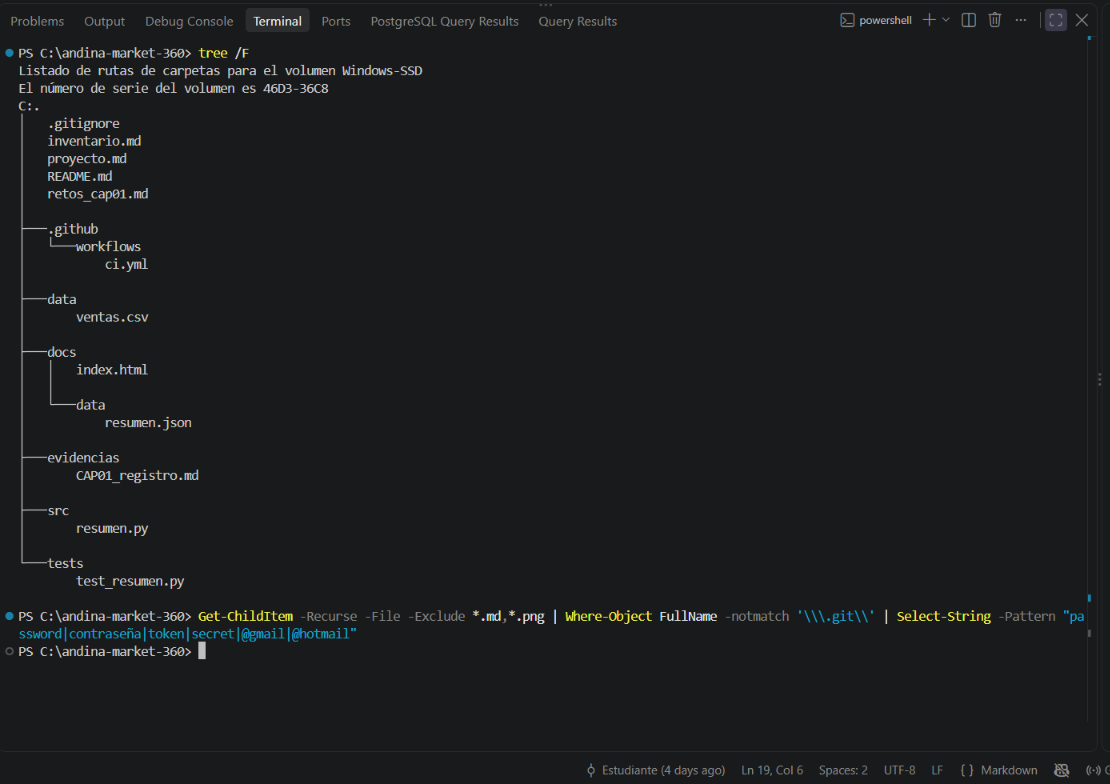 Problems Output Debug Console Terminal Ports PostgreSQL Query Results Query Results powershell
PS C:\andina-market-360> tree /F
Listado de rutas de carpetas para el volumen Windows-SSD
El número de serie del volumen es 46D3-36C8
C:.
.gitignore
inventario.md
proyecto.md
README.md
retos_cap01.md
.github
workflows
ci.yml
data
ventas.csv
docs
index.html
data
resumen.json
evidencias
CAP01_registro.md
src
resumen.py
tests
test_resumen.py
PS C:\andina-market-360> Get-ChildItem -Recurse -File -Exclude *.md,*.png | Where-Object FullName -notmatch '\\\.git\\' | Select-String -Pattern "pa
ssword|contraseña|token|secret|@gmail|@hotmail"
PS C:\andina-market-360>
Estudiante (4 days ago) Ln 19, Col 6 Spaces: 2 UTF-8 LF { } Markdown